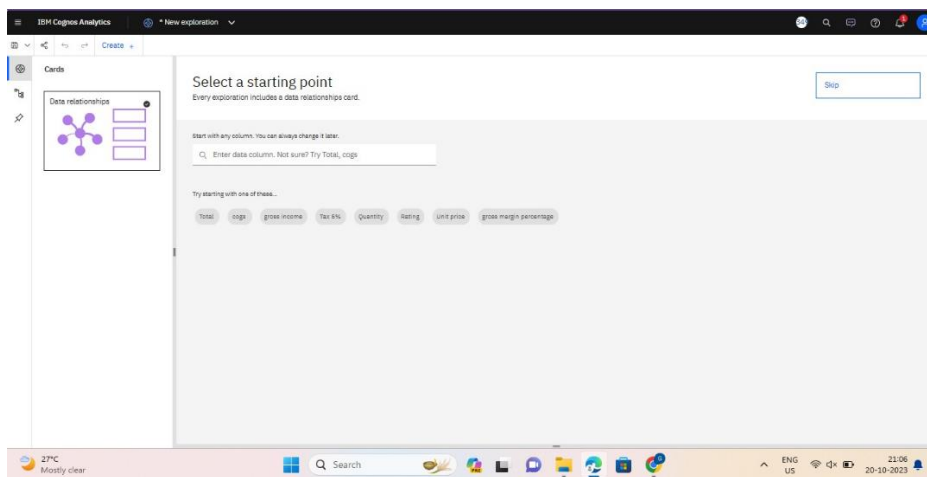 IBM Cognos Analytics
* New exploration
Create +
Cards
Data relationships
Select a starting point
Every exploration includes a data relationships card.
Skip
Start with any column. You can always change it later.
Enter data column. Not sure? Try Total, cogs
Try starting with one of these...
Total cogs gross income Tax 5% Quantity Rating Unit price gross margin percentage
27°C
Mostly clear
Search
ENG
US
21:06
20-10-2023